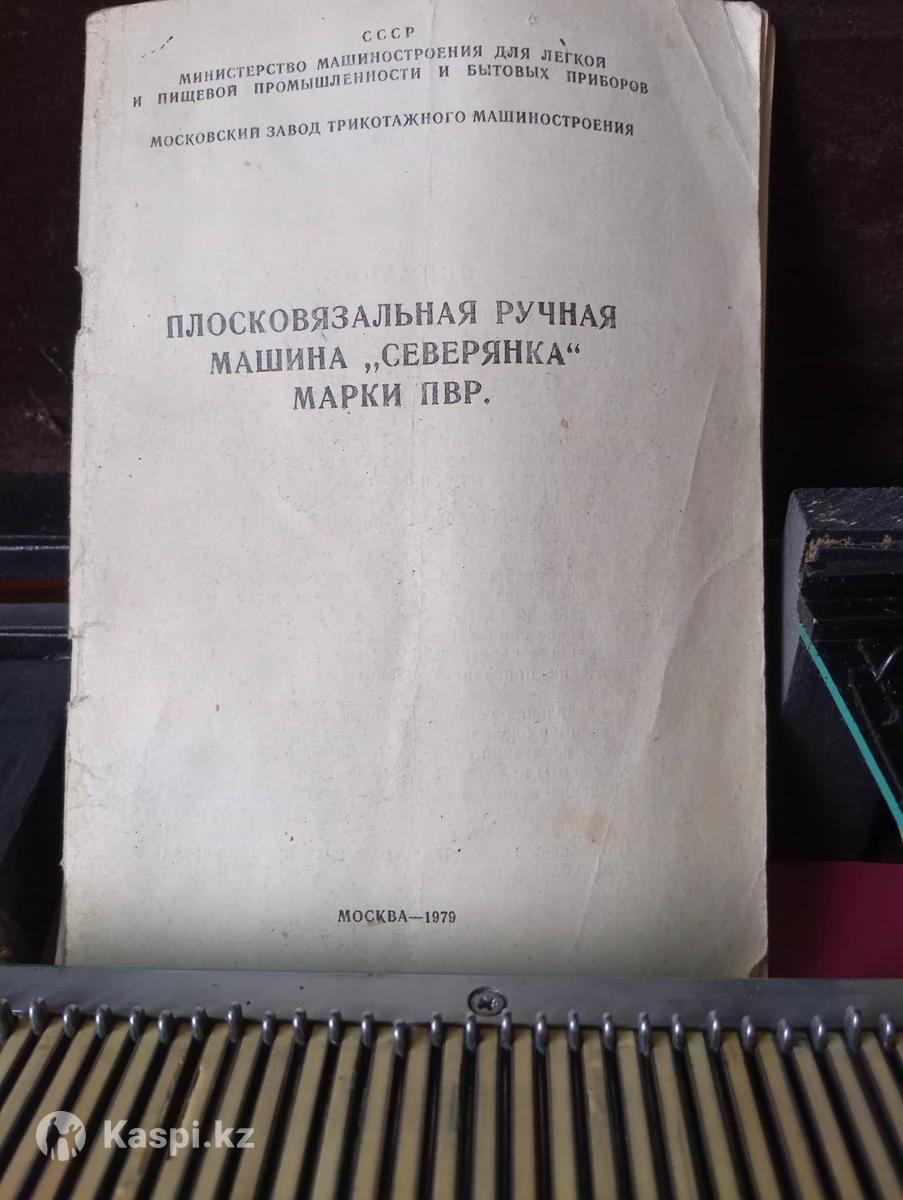 СССР
МИНИСТЕРСТВО МАШИНОСТРОЕНИЯ ДЛЯ ЛЕГКОЙ
И ПИЩЕВОЙ ПРОМЫШЛЕННОСТИ И БЫТОВЫХ ПРИБОРОВ
МОСКОВСКИЙ ЗАВОД ТРИКОТАЖНОГО МАШИНОСТРОЕНИЯ
ПЛОСКОВЯЗАЛЬНАЯ РУЧНАЯ
МАШИНА „СЕВЕРЯНКА“
МАРКИ ПВР.
МОСКВА—1979
Kaspi.kz